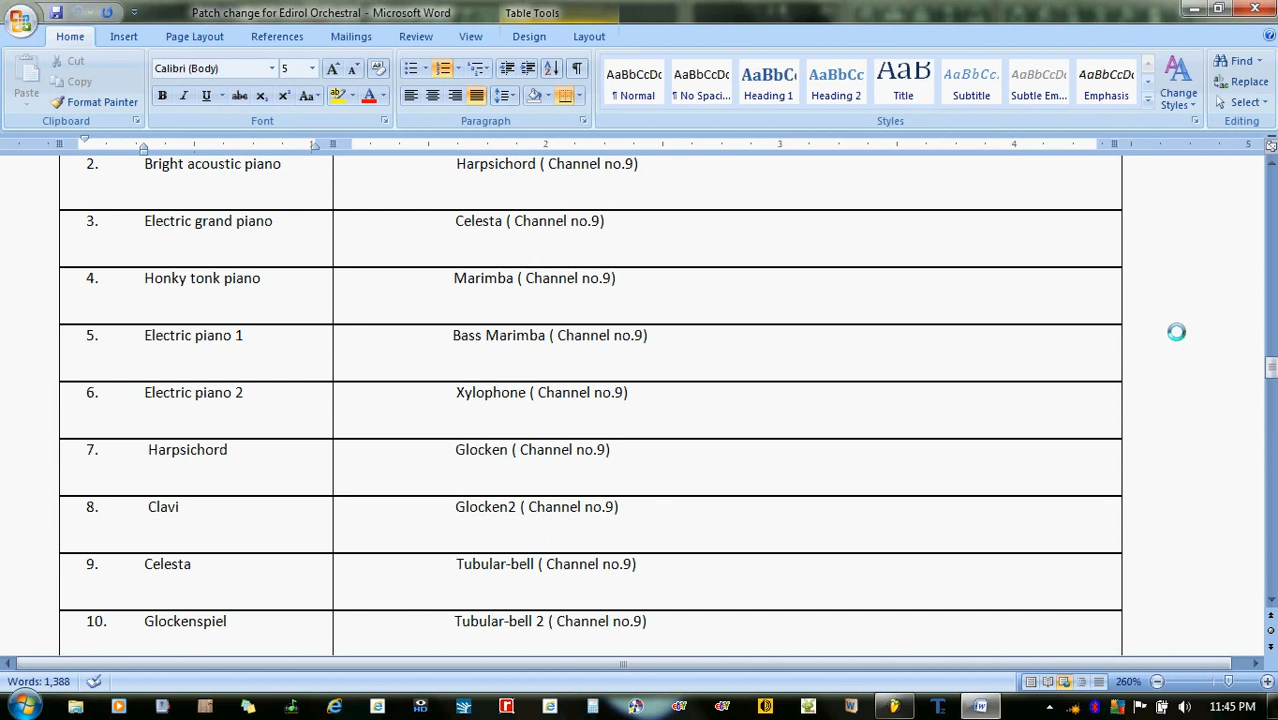 Patch change for Edirol Orchestral - Microsoft Word
Table Tools
Home Insert Page Layout References Mailings Review View Design Layout
Cut
Copy
Format Painter
Paste
Clipboard
Calibri (Body) 5
Font
Paragraph
AaBbCcDc AaBbCcDc AaBbC AaBbCc AaB AaBbCc. AaBbCcDc AaBbCcDc
¶ Normal ¶ No Spaci... Heading 1 Heading 2 Title Subtitle Subtle Em... Emphasis
Change Styles
Styles
Find
Replace
Select
Editing
1 2 3 4 5
2. Bright acoustic piano Harpsichord ( Channel no.9)
3. Electric grand piano Celesta ( Channel no.9)
4. Honky tonk piano Marimba ( Channel no.9)
5. Electric piano 1 Bass Marimba ( Channel no.9)
6. Electric piano 2 Xylophone ( Channel no.9)
7. Harpsichord Glocken ( Channel no.9)
8. Clavi Glocken2 ( Channel no.9)
9. Celesta Tubular-bell ( Channel no.9)
10. Glockenspiel Tubular-bell 2 ( Channel no.9)
Words: 1,388
260%
11:45 PM